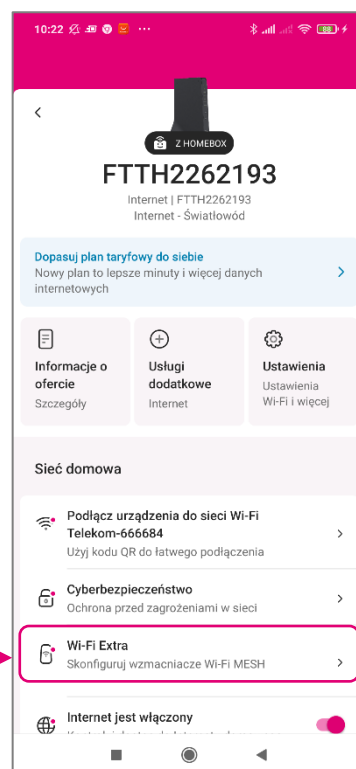 10:22
88
Z HOMEBOX
FTTH2262193
Internet | FTTH2262193
Internet - Światłowód
Dopasuj plan taryfowy do siebie
Nowy plan to lepsze minuty i więcej danych
internetowych
Informacje o
ofercie
Szczegóły
Usługi
dodatkowe
Internet
Ustawienia
Ustawienia
Wi-Fi i więcej
Sieć domowa
Podłącz urządzenia do sieci Wi-Fi
Telekom-666684
Użyj kodu QR do łatwego podłączenia
Cyberbezpieczeństwo
Ochrona przed zagrożeniami w sieci
Wi-Fi Extra
Skonfiguruj wzmacniacze Wi-Fi MESH
Internet jest włączony